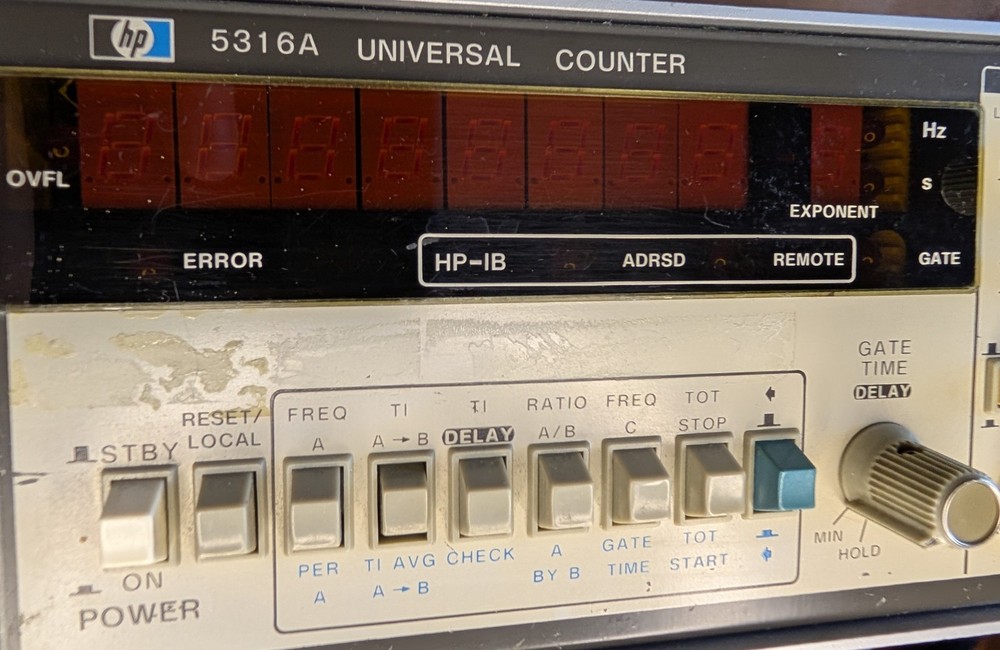 hp 5316A UNIVERSAL COUNTER
Hz
OVFL
s
EXPONENT
ERROR
HP-IB ADRSD REMOTE
GATE
STBY
RESET/
LOCAL
FREQ
A
TI
A → B
TI
DELAY
RATIO
A/B
FREQ
C
TOT
STOP
GATE
TIME
DELAY
ON
POWER
PER
A
TI AVG
A → B
CHECK
A
BY B
GATE
TIME
TOT
START
MIN
HOLD